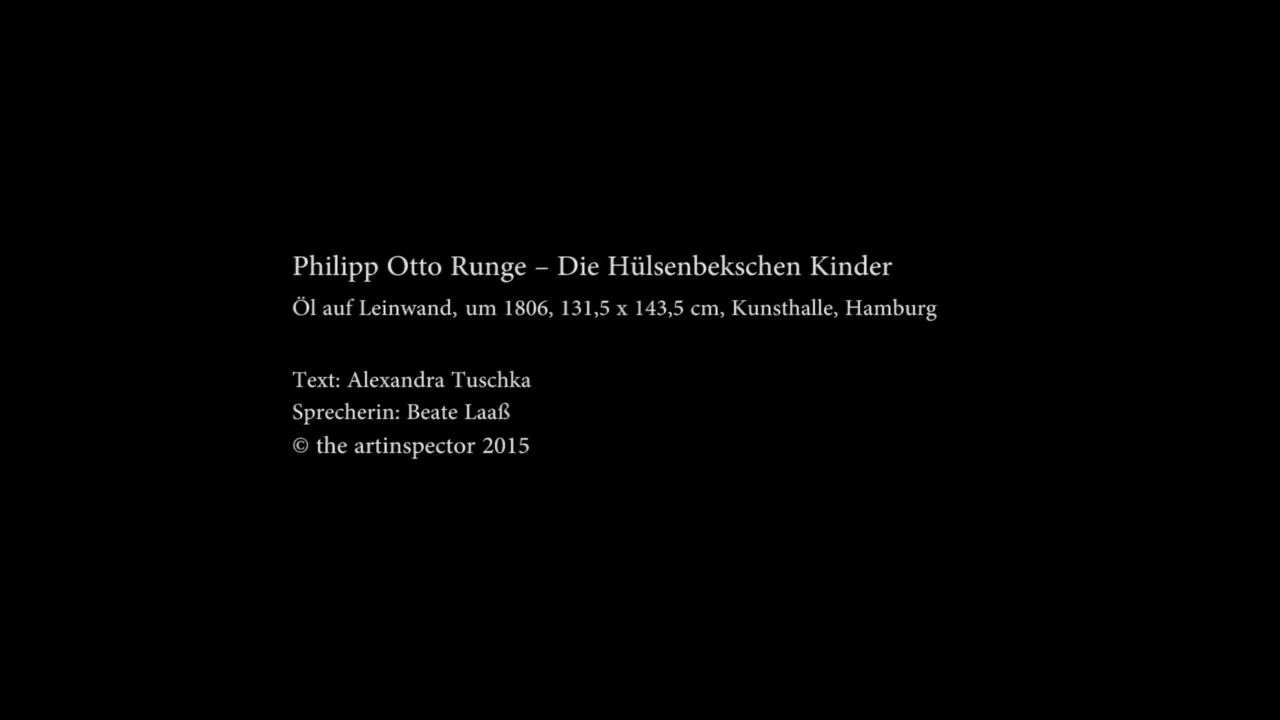 Philipp Otto Runge – Die Hülsenbekschen Kinder
Öl auf Leinwand, um 1806, 131,5 x 143,5 cm, Kunsthalle, Hamburg
Text: Alexandra Tuschka
Sprecherin: Beate Laaß
© the artinspector 2015